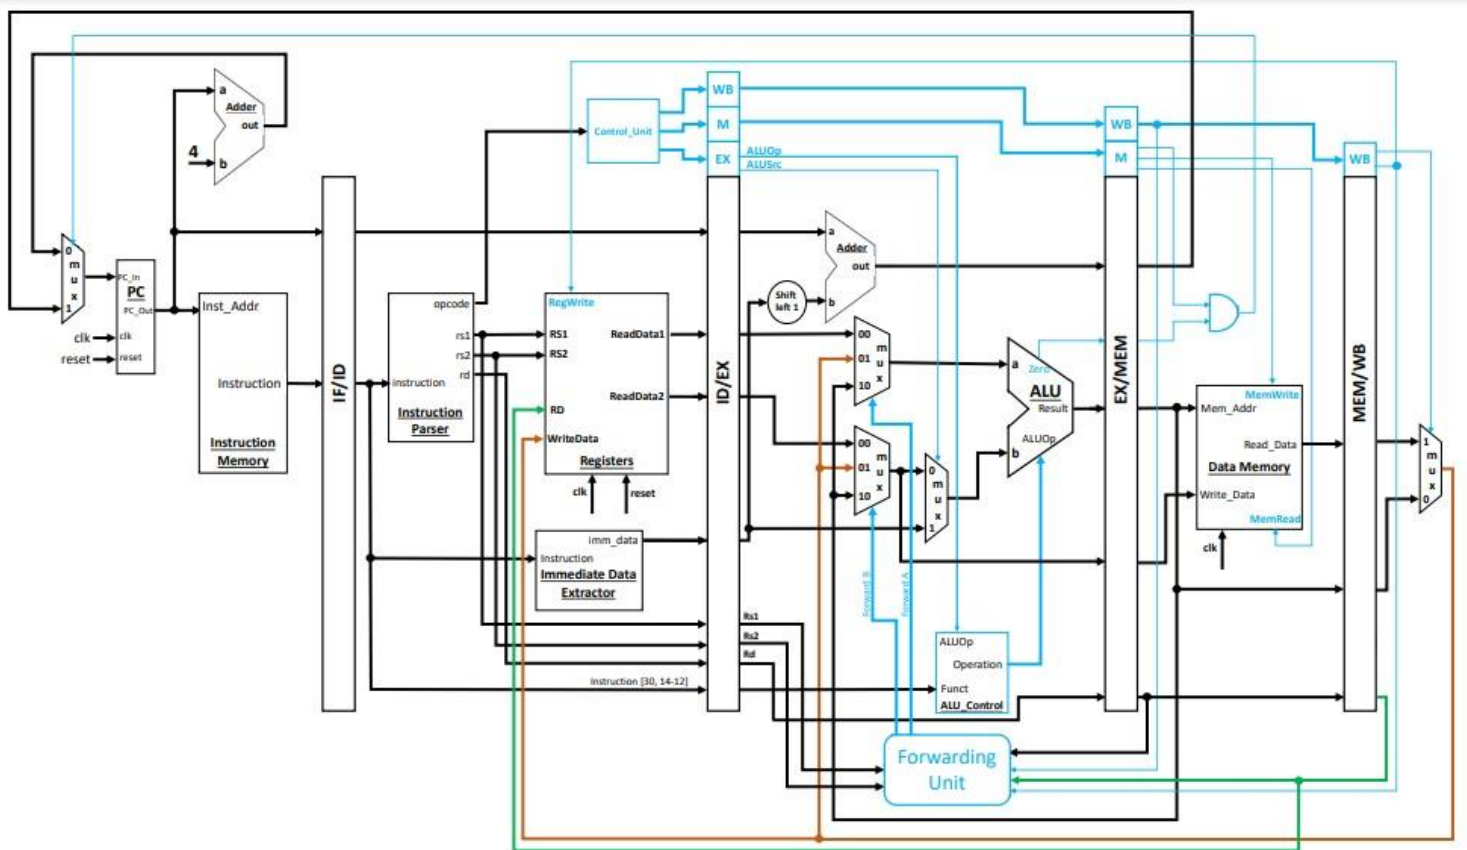 Adder
a
out
4
b
0
m
u
x
1
PC_In
PC
PC_Out
clk
clk
reset
reset
Inst_Addr
Instruction
Instruction
Memory
IF/ID
opcode
rs1
rs2
rd
instruction
Instruction
Parser
Control_Unit
RegWrite
RS1
RS2
RD
WriteData
ReadData1
ReadData2
Registers
clk
reset
imm_data
Instruction
Immediate Data
Extractor
Instruction [30, 14-12]
WB
M
EX
ID/EX
ALUOp
ALUSrc
Rs1
Rs2
Rd
a
Adder
out
b
Shift
left 1
00
01
10
m
u
x
00
01
10
m
u
x
0
m
u
x
1
a
Zero
ALU
Result
ALUOp
b
Forward B
Forward A
ALUOp
Operation
Funct
ALU_Control
Forwarding
Unit
WB
M
EX/MEM
MemWrite
Mem_Addr
Read_Data
Data Memory
Write_Data
MemRead
clk
WB
MEM/WB
1
m
u
x
0